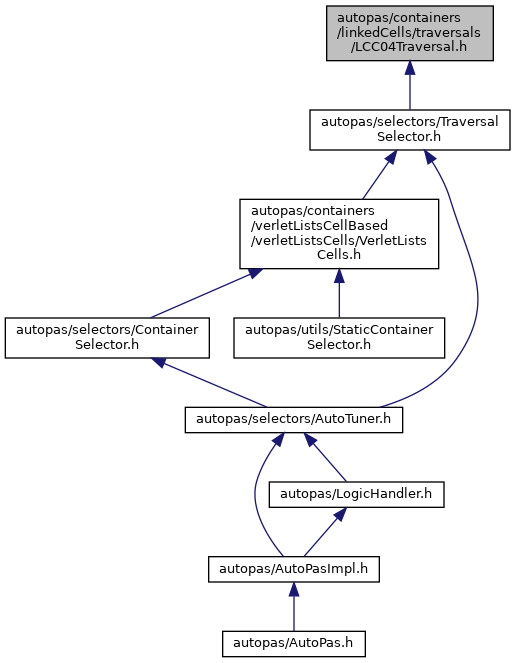 autopas/containers
/linkedCells/traversals
/LCC04Traversal.h
autopas/selectors/Traversal
Selector.h
autopas/containers
/verletListsCellBased
/verletListsCells/VerletLists
Cells.h
autopas/selectors/Container
Selector.h
autopas/utils/StaticContainer
Selector.h
autopas/selectors/AutoTuner.h
autopas/LogicHandler.h
autopas/AutoPasImpl.h
autopas/AutoPas.h